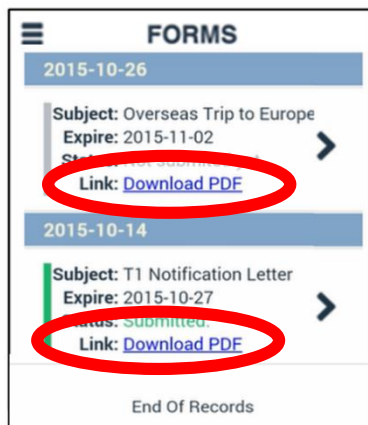 FORMS
2015-10-26
Subject: Overseas Trip to Europe
Expire: 2015-11-02
Link: Download PDF
2015-10-14
Subject: T1 Notification Letter
Expire: 2015-10-27
Status: Submitted.
Link: Download PDF
End Of Records